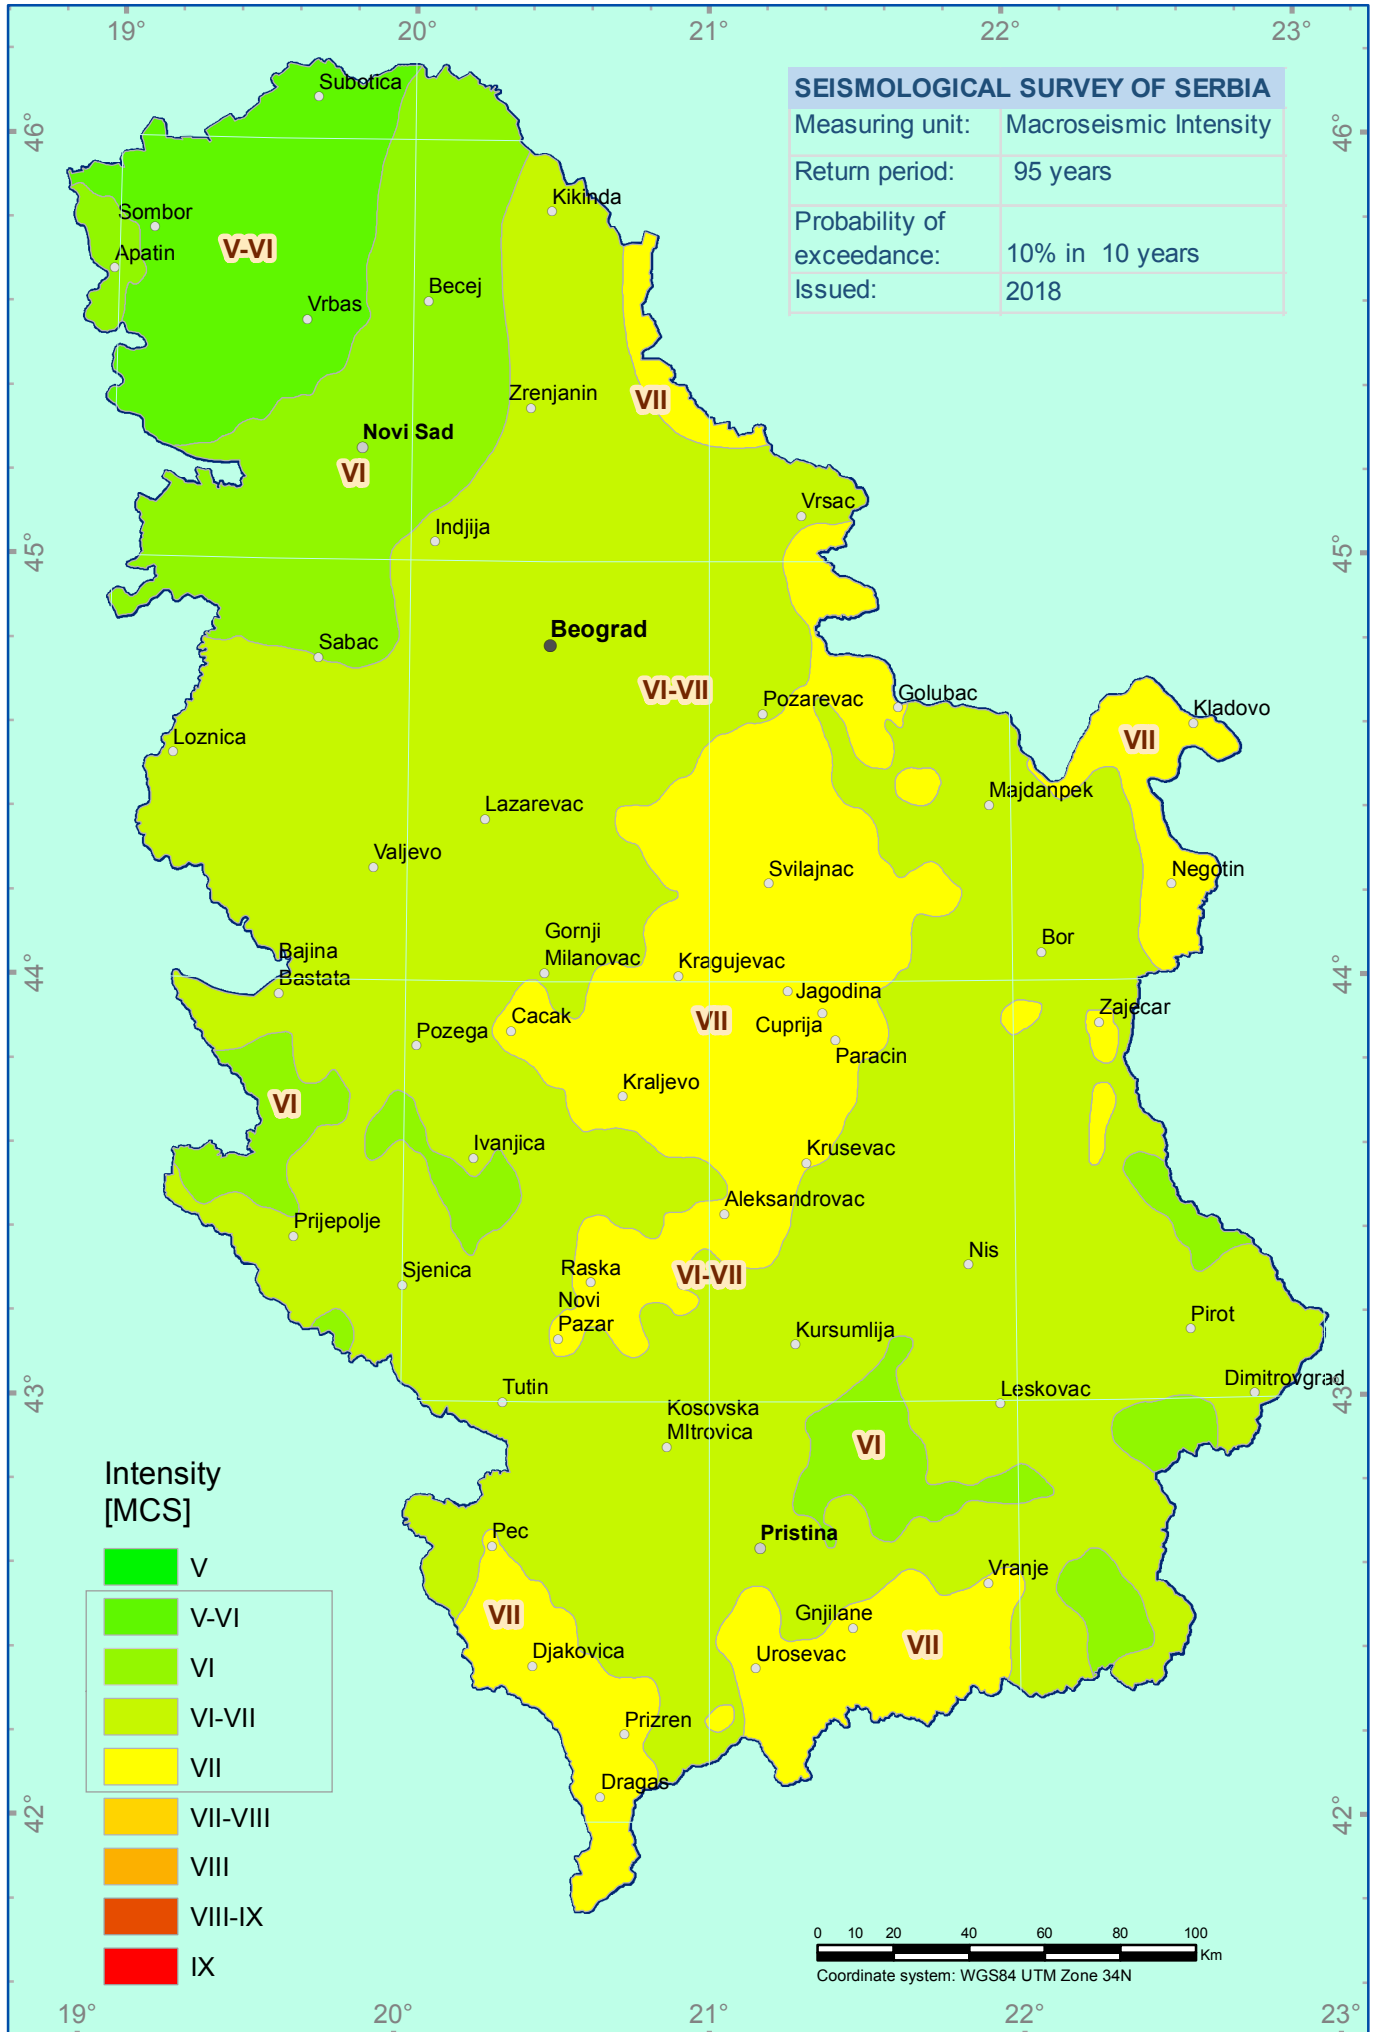 19° 20° 21° 22° 23°
SEISMOLOGICAL SURVEY OF SERBIA
Measuring unit: Macroseismic Intensity
Return period: 95 years
Probability of
exceedance: 10% in 10 years
Issued: 2018
Subotica
46° 46°
Kikinda
Sombor
V-VI
Apatin
Becej
Vrbas
Zrenjanin
VII
Novi Sad
VI
Vrsac
Indjija
45° 45°
Beograd
Sabac
VI-VII
Golubac
Pozarevac
Kladovo
Loznica
VII
Majdanpek
Lazarevac
Valjevo
Svilajnac
Negotin
Gornji
Milanovac
Bor
Bajina
Bastata
Kragujevac
44° 44°
Jagodina
Zajecar
Cacak
VII
Cuprija
Pozega
Paracin
Kraljevo
VI
Ivanjica
Krusevac
Aleksandrovac
Prijepolje
Nis
Sjenica
Raska
VI-VII
Novi
Pazar
Pirot
Kursumlija
Dimitrovgrad
Tutin
Leskovac
43° 43°
Kosovska
MItrovica
VI
Pec
Pristina
Vranje
VII
Gnjilane
VII
Djakovica
Urosevac
Prizren
Dragas
42° 42°
Intensity
[MCS]
V
V-VI
VI
VI-VII
VII
VII-VIII
VIII
VIII-IX
IX
0 10 20 40 60 80 100
Km
Coordinate system: WGS84 UTM Zone 34N
19° 20° 21° 22° 23°